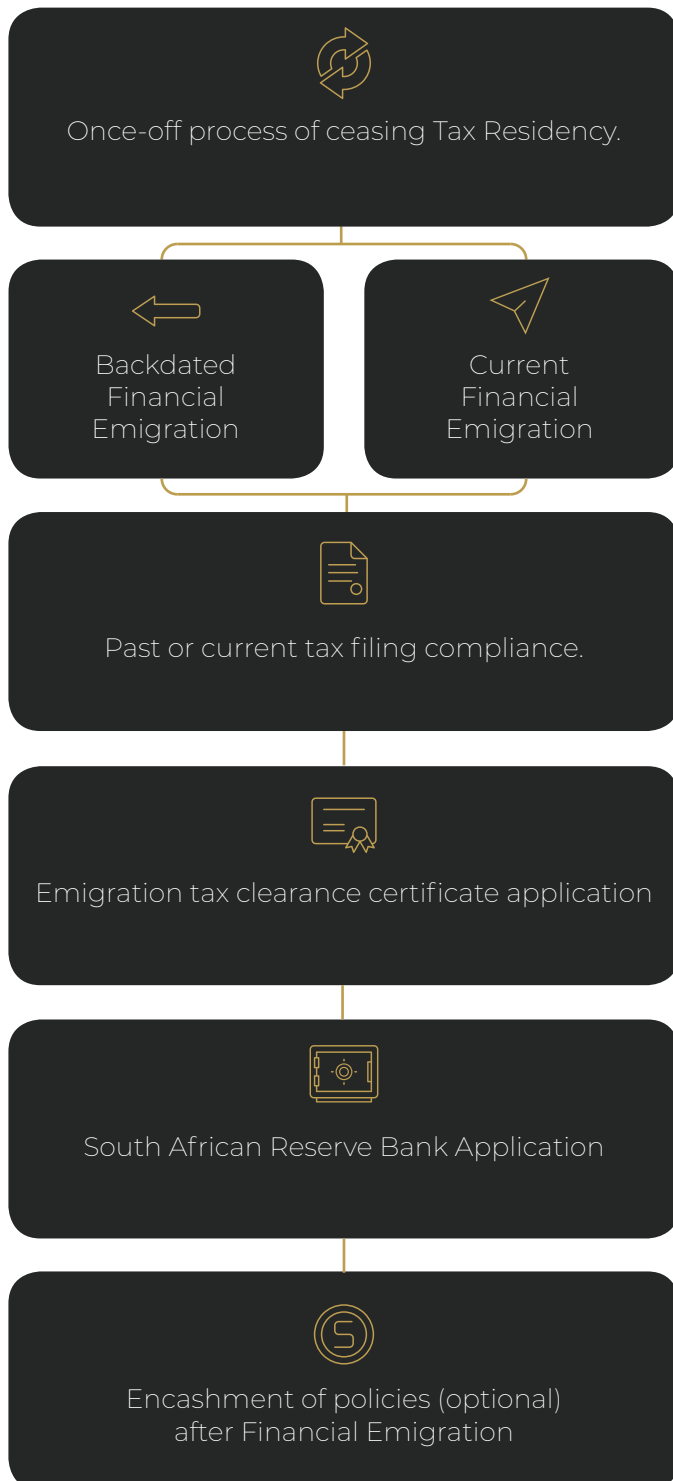 Once-off process of ceasing Tax Residency.
Backdated
Financial
Emigration
Current
Financial
Emigration
Past or current tax filing compliance.
Emigration tax clearance certificate application
South African Reserve Bank Application
Encashment of policies (optional)
after Financial Emigration